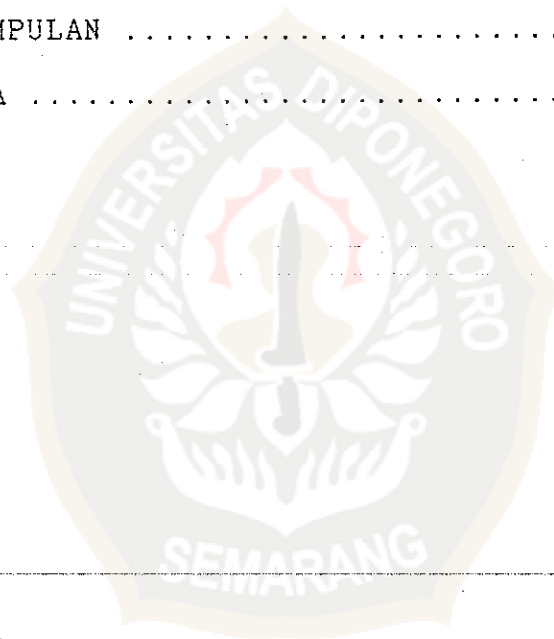 MPULAN ........................
A ..............................
UNIVERSITAS DIPONEGORO
SEMARANG